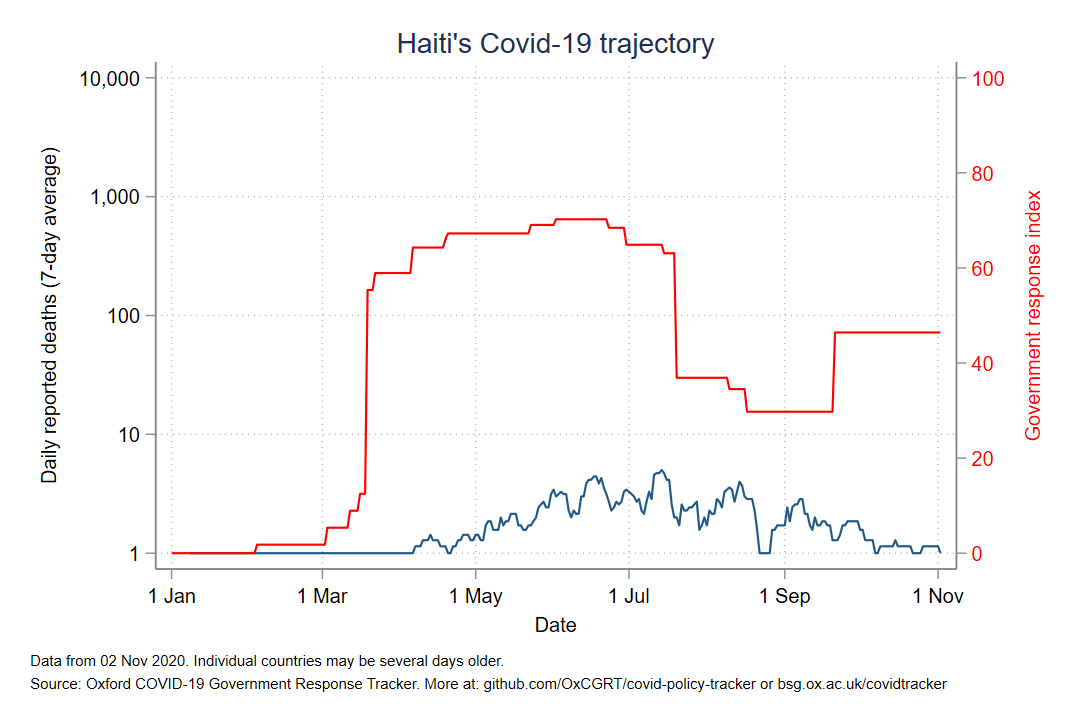 Haiti's Covid-19 trajectory
10,000
1,000
100
10
1
Daily reported deaths (7-day average)
100
80
60
40
20
0
Government response index
1 Jan
1 Mar
1 May
1 Jul
1 Sep
1 Nov
Date
Data from 02 Nov 2020. Individual countries may be several days older.
Source: Oxford COVID-19 Government Response Tracker. More at: github.com/OxCGRT/covid-policy-tracker or bsg.ox.ac.uk/covidtracker